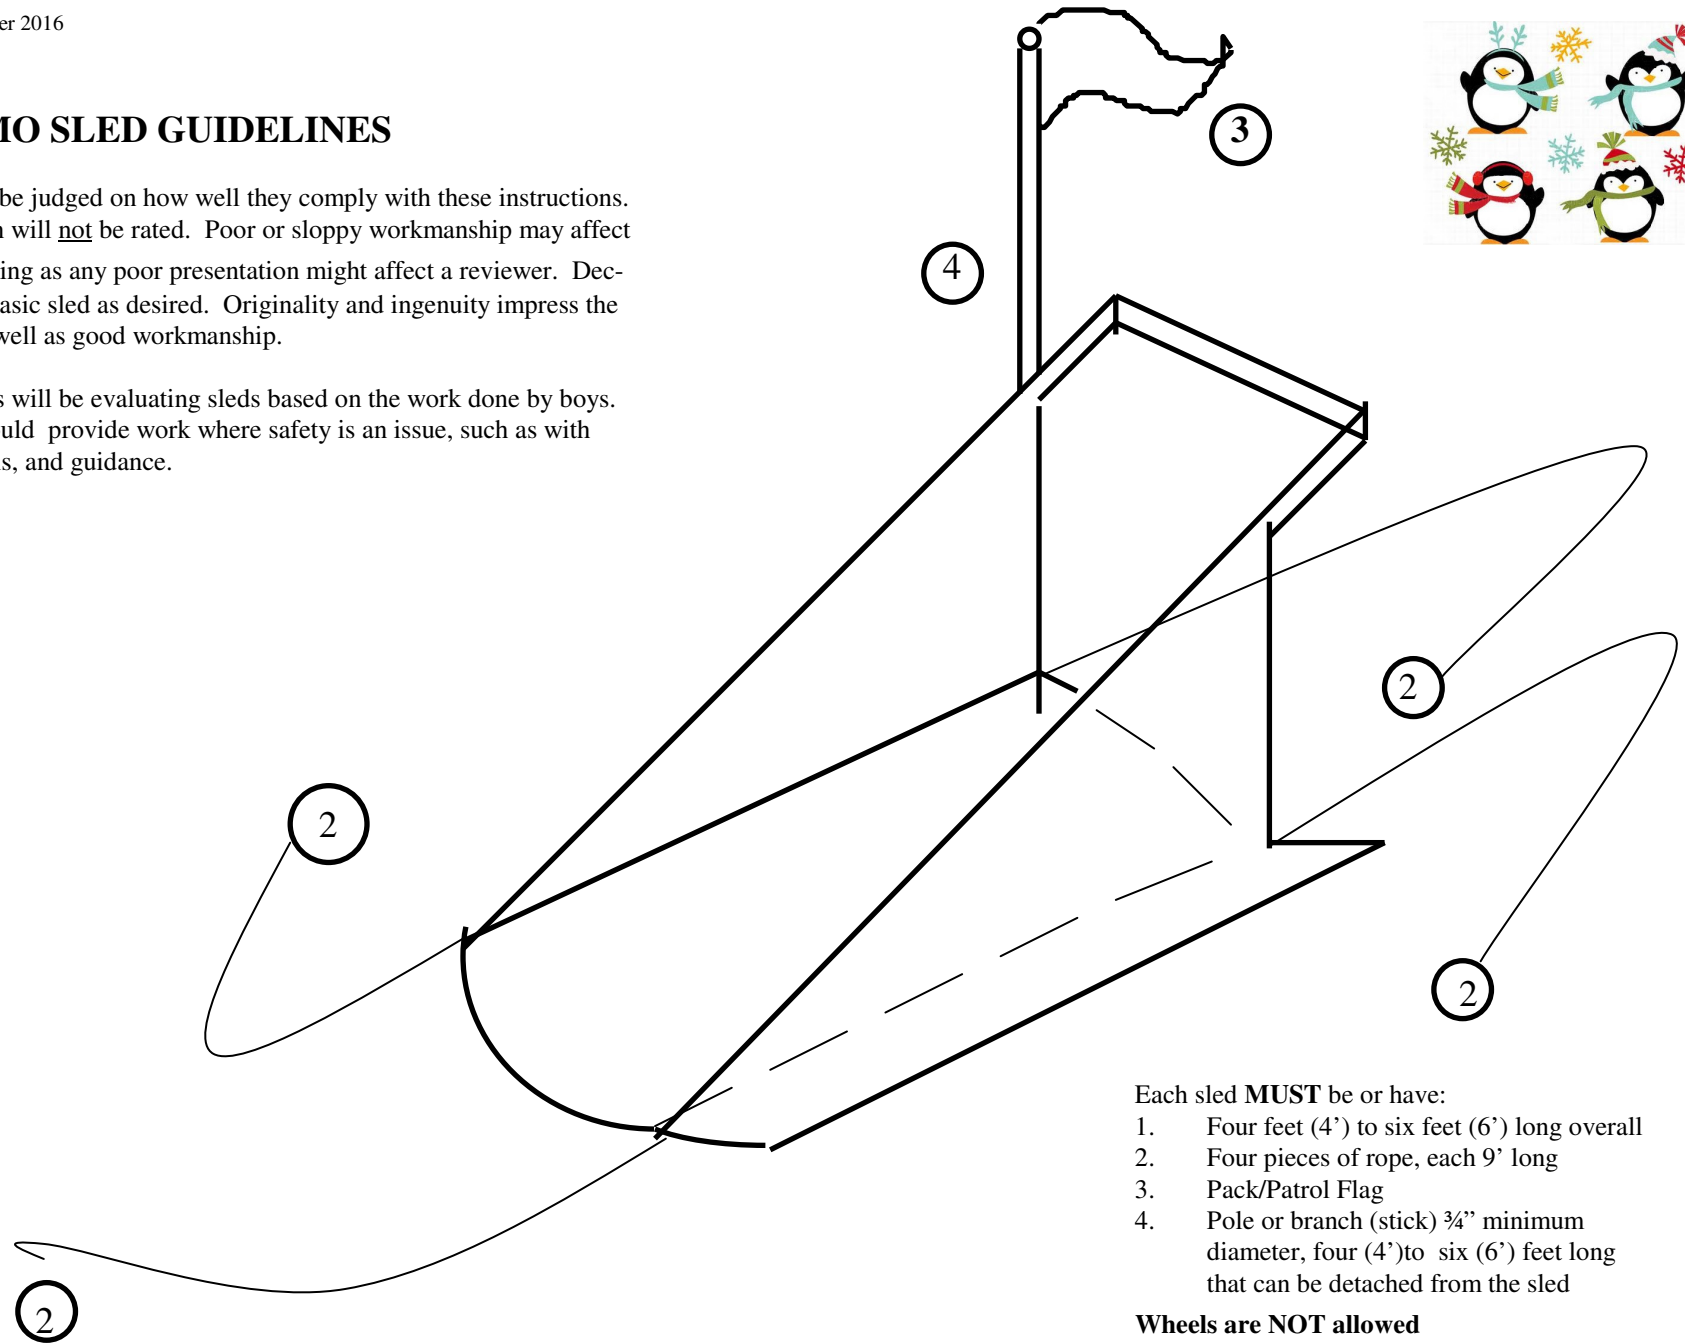 er 2016
MO SLED GUIDELINES
be judged on how well they comply with these instructions.
n will not be rated.  Poor or sloppy workmanship may affect
ing as any poor presentation might affect a reviewer.  Dec-
asic sled as desired.  Originality and ingenuity impress the
well as good workmanship.
s will be evaluating sleds based on the work done by boys.
ould  provide work where safety is an issue, such as with
ls, and guidance.
3
4
2
2
2
2
Each sled MUST be or have:
1. Four feet (4’) to six feet (6’) long overall
2. Four pieces of rope, each 9’ long
3. Pack/Patrol Flag
4. Pole or branch (stick) ¾” minimum
diameter, four (4’)to  six (6’) feet long
that can be detached from the sled
Wheels are NOT allowed